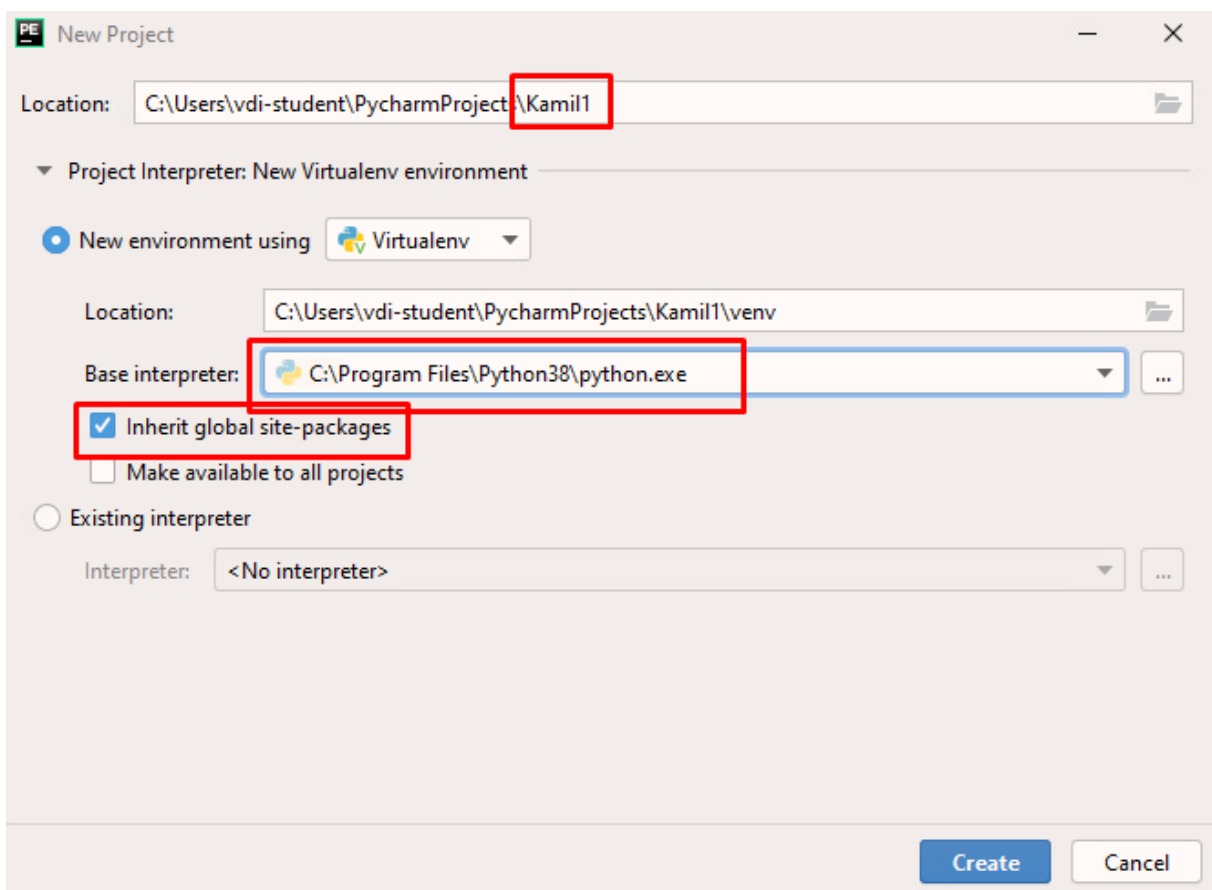 PE New Project
Location: C:\Users\vdi-student\PycharmProjects\Kamil1
Project Interpreter: New Virtualenv environment
New environment using Virtualenv
Location: C:\Users\vdi-student\PycharmProjects\Kamil1\venv
Base interpreter: C:\Program Files\Python38\python.exe ...
Inherit global site-packages
Make available to all projects
Existing interpreter
Interpreter: <No interpreter> ...
Create Cancel